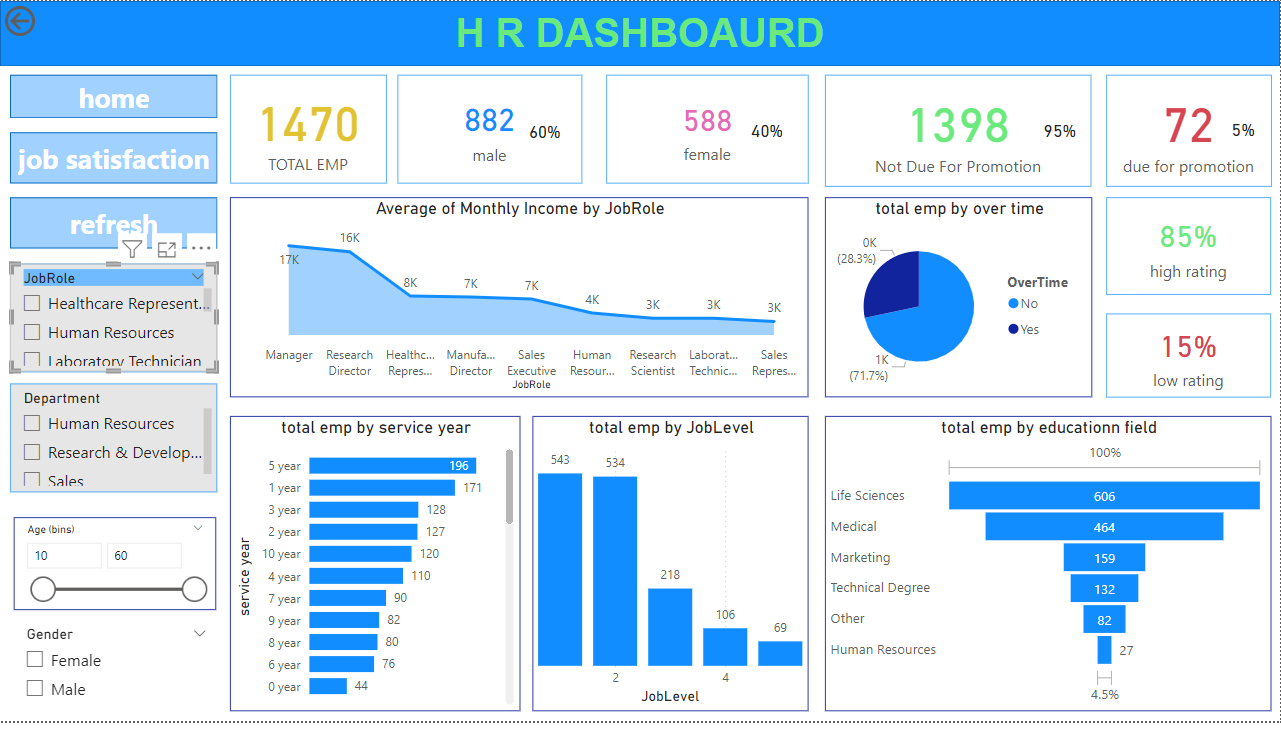 H R DASHBOAURD
home
job satisfaction
refresh
JobRole
Healthcare Represent...
Human Resources
Laboratory Technician
Department
Human Resources
Research & Develop...
Sales
Age (bins)
10
60
Gender
Female
Male
1470
TOTAL EMP
882
60%
male
588
40%
female
1398
95%
Not Due For Promotion
72
5%
due for promotion
Average of Monthly Income by JobRole
17K
16K
8K
7K
7K
4K
3K
3K
3K
Manager
Research
Director
Healthc...
Repres...
Manufa...
Director
Sales
Executive
Human
Resour...
Research
Scientist
Laborat...
Technic...
Sales
Repres...
JobRole
total emp by over time
0K
(28.3%)
1K
(71.7%)
OverTime
No
Yes
85%
high rating
15%
low rating
total emp by service year
service year
5 year 196
1 year 171
3 year 128
2 year 127
10 year 120
4 year 110
7 year 90
9 year 82
8 year 80
6 year 76
0 year 44
total emp by JobLevel
543
534
218
106
69
2
4
JobLevel
total emp by educationn field
100%
Life Sciences 606
Medical 464
Marketing 159
Technical Degree 132
Other 82
Human Resources 27
4.5%